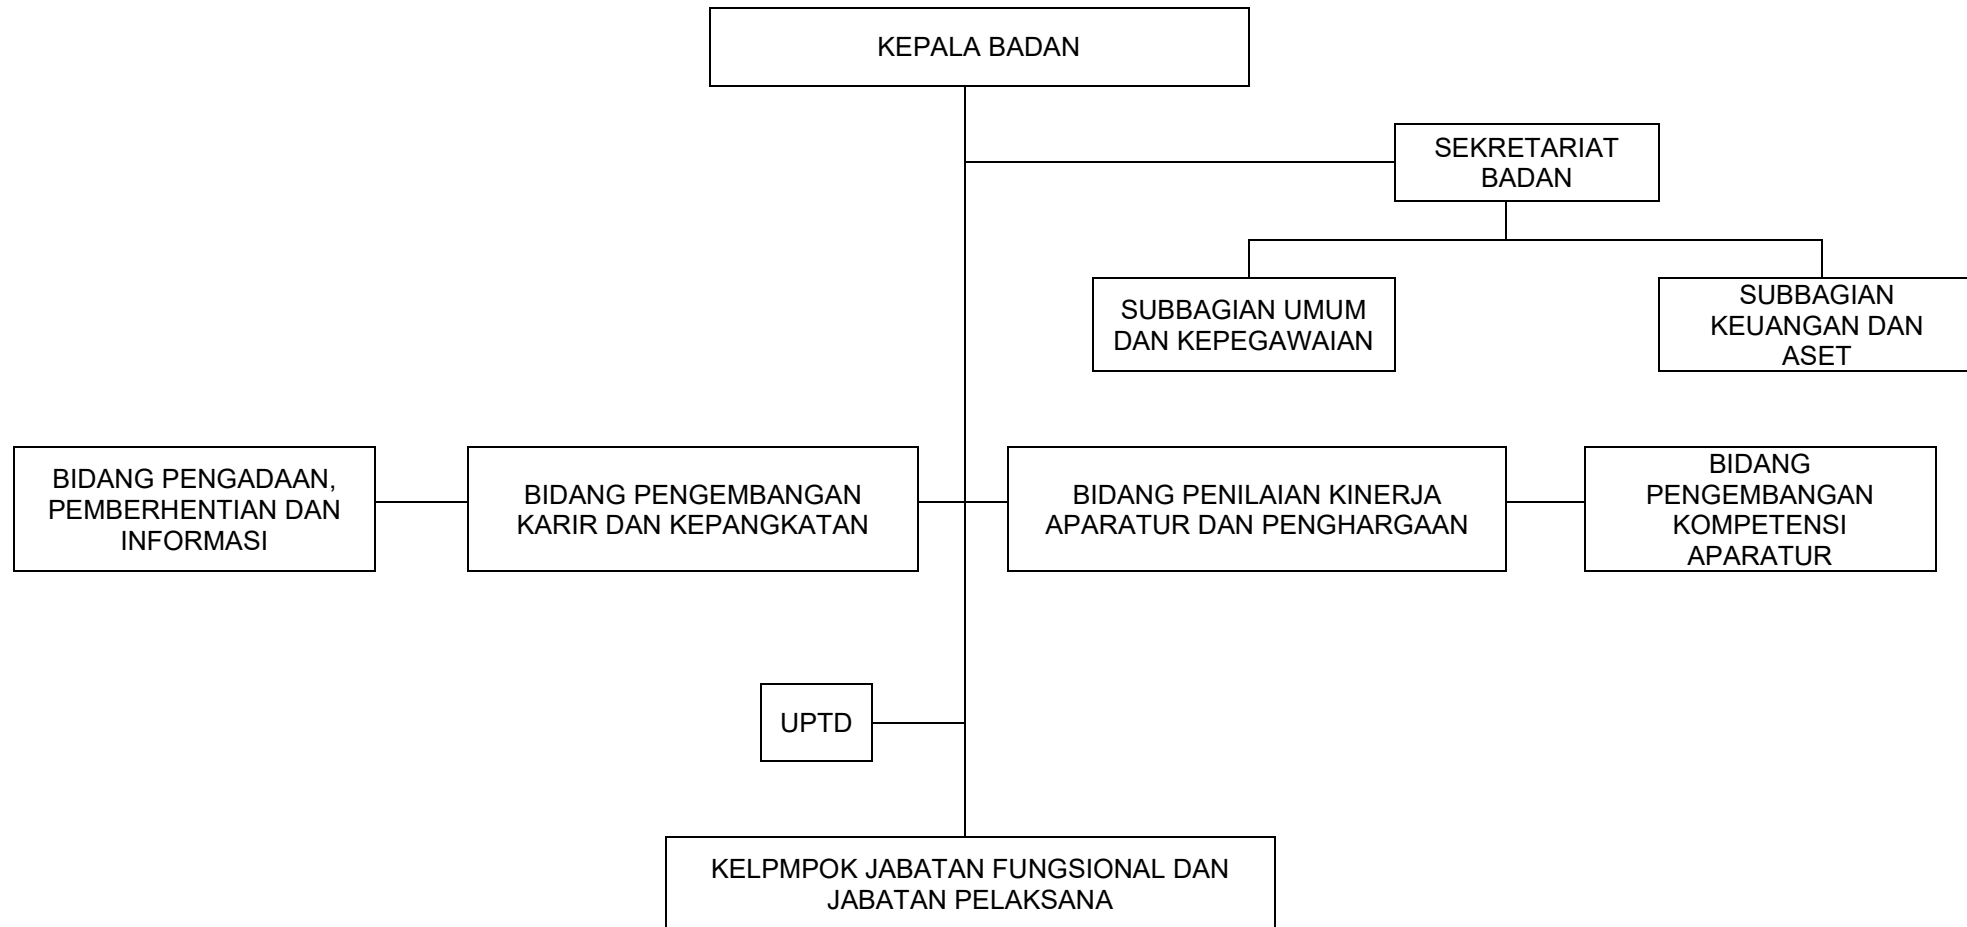 KEPALA BADAN
SEKRETARIAT
BADAN
SUBBAGIAN UMUM
DAN KEPEGAWAIAN
SUBBAGIAN
KEUANGAN DAN
ASET
BIDANG PENGADAAN,
PEMBERHENTIAN DAN
INFORMASI
BIDANG PENGEMBANGAN
KARIR DAN KEPANGKATAN
BIDANG PENILAIAN KINERJA
APARATUR DAN PENGHARGAAN
BIDANG
PENGEMBANGAN
KOMPETENSI
APARATUR
UPTD
KELPMPOK JABATAN FUNGSIONAL DAN
JABATAN PELAKSANA